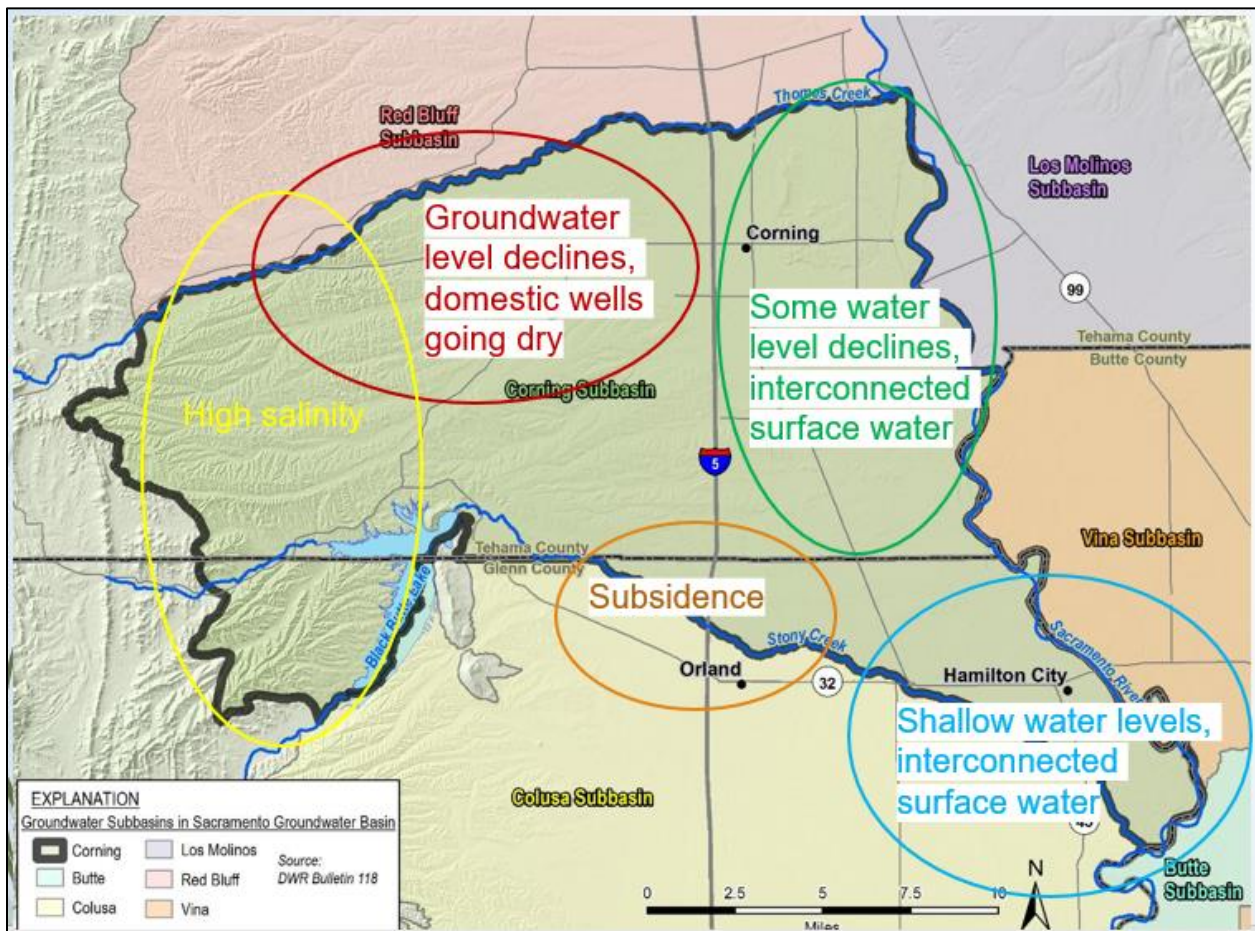 Thomes Creek
Red Bluff
Subbasin
Los Molinos
Subbasin
Groundwater
level declines,
domestic wells
going dry
Corning
99
Some water
level declines,
interconnected
surface water
Tehama County
Butte County
High salinity
Corning Subbasin
5
Vina Subbasin
Tehama County
Glenn County
Subsidence
Black Butte Lake
Stony Creek
Sacramento River
Orland
32
Hamilton City
Shallow water levels,
interconnected
surface water
45
Colusa Subbasin
Butte
Subbasin
EXPLANATION
Groundwater Subbasins in Sacramento Groundwater Basin
Corning
Los Molinos
Butte
Red Bluff
Colusa
Vina
Source:
DWR Bulletin 118
N
0 2.5 5 7.5 10
Miles